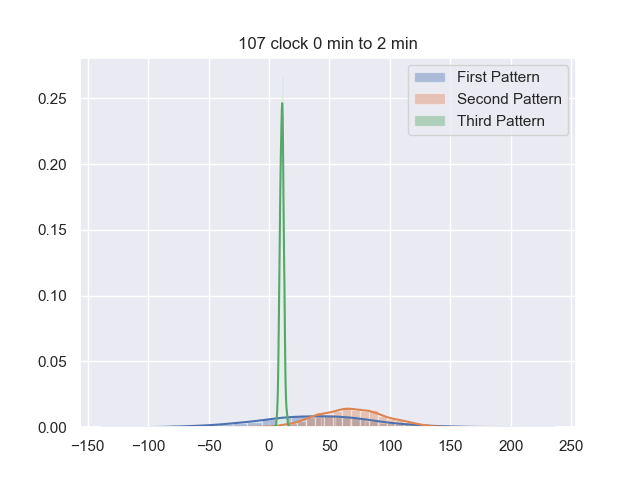 107 clock 0 min to 2 min
First Pattern
Second Pattern
Third Pattern
0.25
0.20
0.15
0.10
0.05
0.00
−150 −100 −50 0 50 100 150 200 250